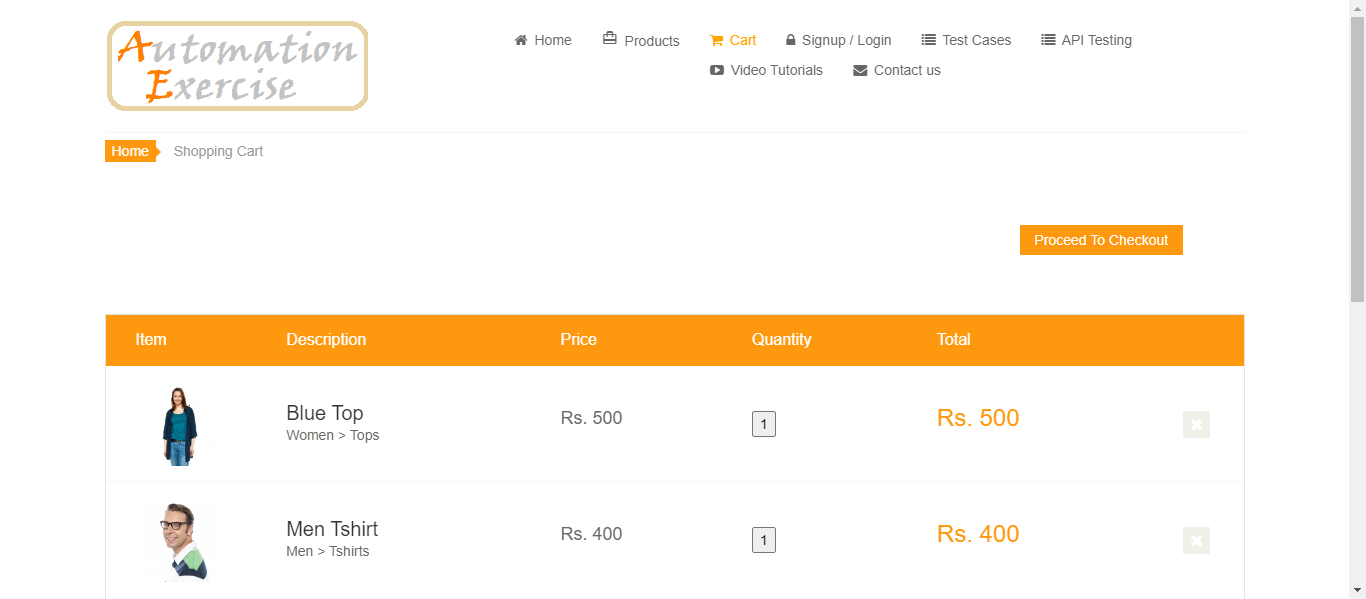 Automation
Exercise
Home Products Cart Signup / Login Test Cases API Testing
Video Tutorials Contact us
Home Shopping Cart
Proceed To Checkout
Item Description Price Quantity Total
Blue Top
Women > Tops
Rs. 500
1
Rs. 500
Men Tshirt
Men > Tshirts
Rs. 400
1
Rs. 400